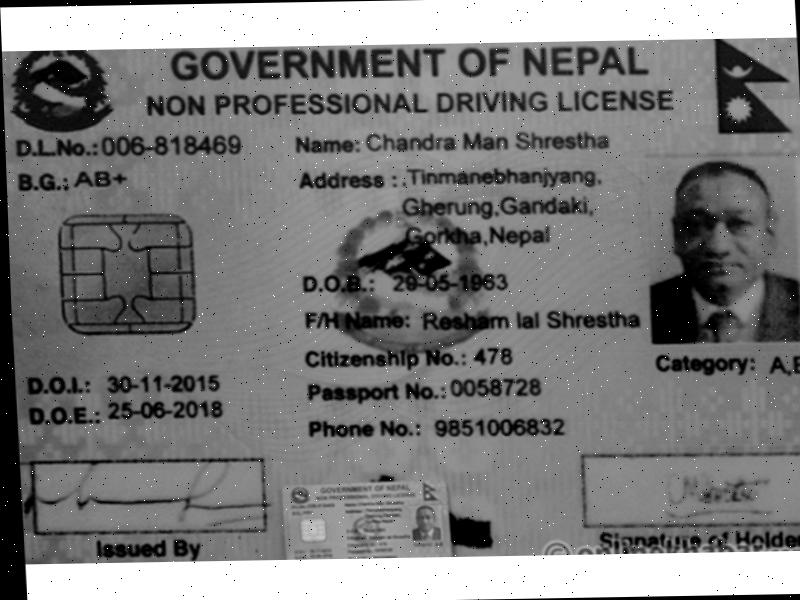 GOVERNMENT OF NEPAL
NON PROFESSIONAL DRIVING LICENSE
D.L.No.:006-818469
Name: Chandra Man Shrestha
B.G.: AB+
Address :.Tinmanebhanjyang,
Gherung,Gandaki,
Gorkha,Nepal
D.O.B.: 29-05-1963
F/H Name: Resham lal Shrestha
Citizenship No.: 478
Category: A,B
D.O.I.: 30-11-2015
Passport No.:0058728
D.O.E.: 25-06-2018
Phone No.: 9851006832
GOVERNMENT OF NEPAL
Issued By
Signature of Holder